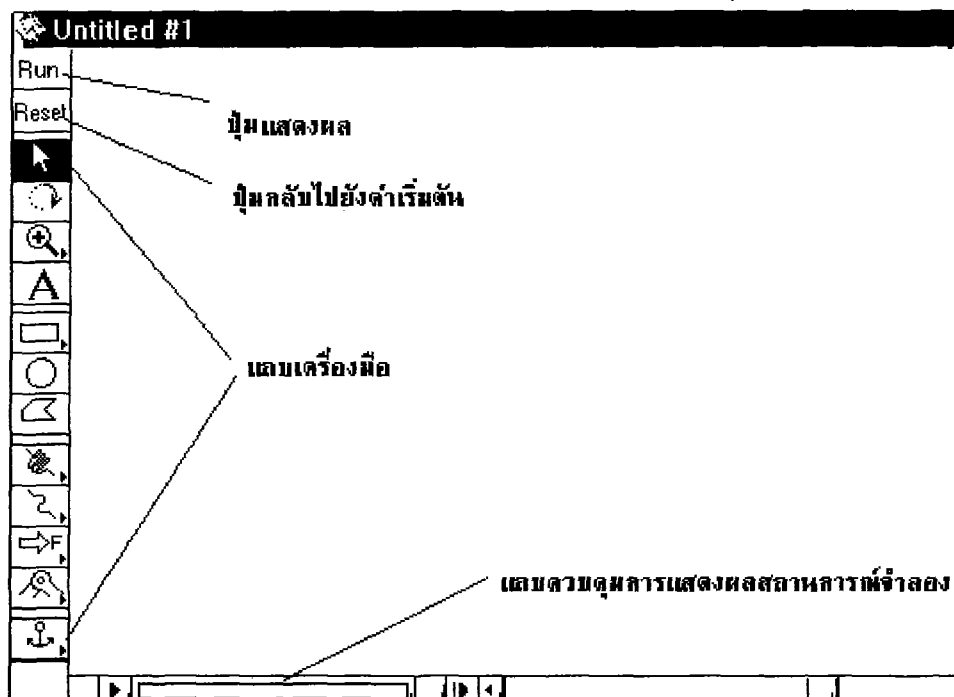 Untitled #1
Run
Reset
ปุ่มแสดงผล
ปุ่มกลับไปยังค่าเริ่มต้น
A
แถบเครื่องมือ
F
แถบควบคุมการแสดงผลสถานการณ์จำลอง